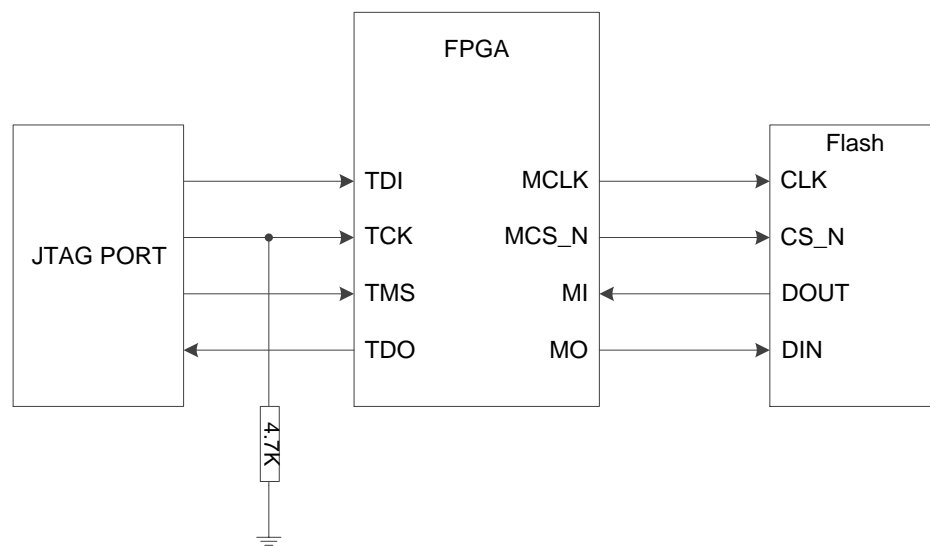 FPGA
Flash
JTAG PORT
TDI
TCK
TMS
TDO
MCLK
MCS_N
MI
MO
CLK
CS_N
DOUT
DIN
4.7K